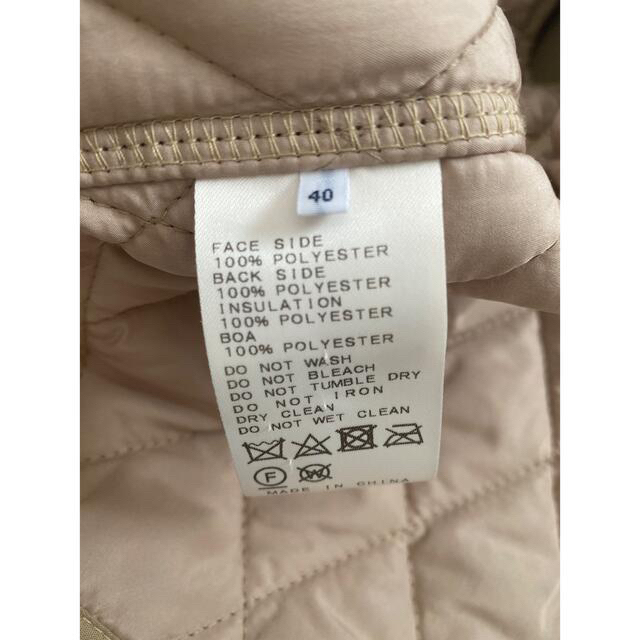 40
FACE SIDE
100% POLYESTER
BACK SIDE
100% POLYESTER
INSULATION
100% POLYESTER
BOA
100% POLYESTER
DO NOT WASH
DO NOT BLEACH
DO NOT TUMBLE DRY
DO NOT IRON
DRY CLEAN
DO NOT WET CLEAN
F W
MADE IN CHINA